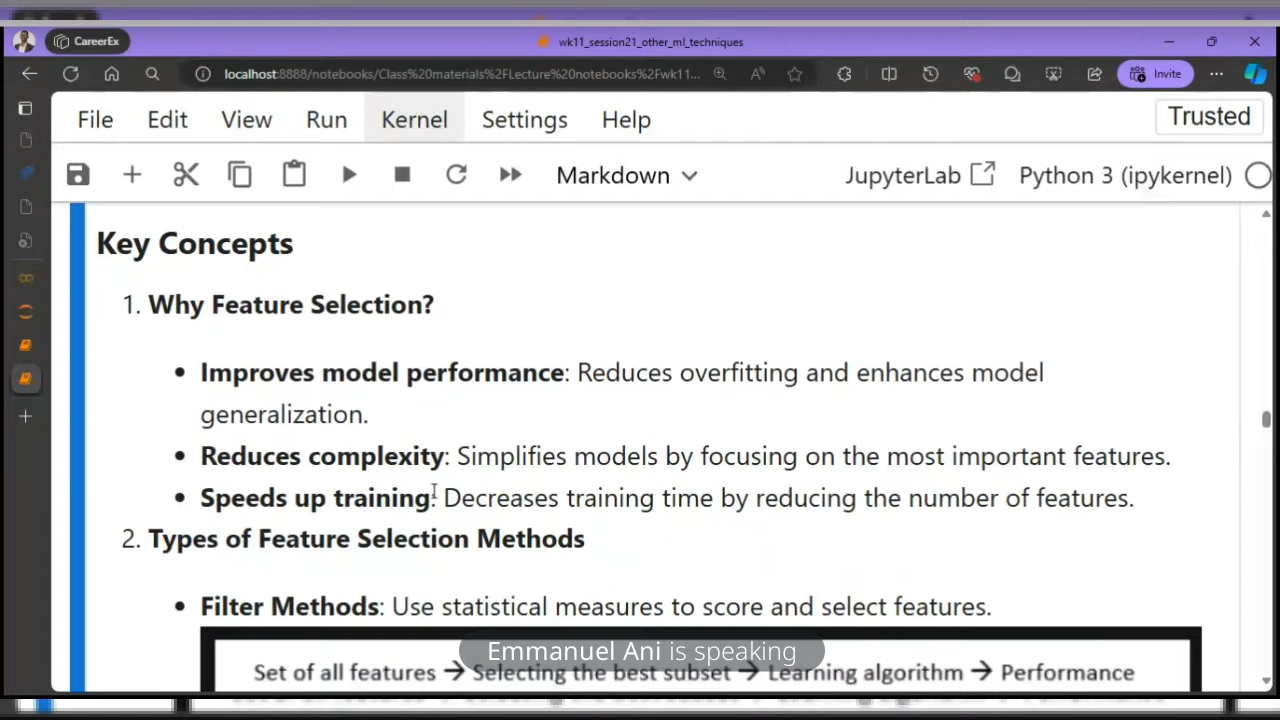 CareerEx
wk11_session21_other_ml_techniques
localhost:8888/notebooks/Class%20materials%2FLecture%20notebooks%2Fwk11...
Invite
File Edit View Run Kernel Settings Help
Trusted
Markdown
JupyterLab
Python 3 (ipykernel)
Key Concepts
1. Why Feature Selection?
• Improves model performance: Reduces overfitting and enhances model
generalization.
• Reduces complexity: Simplifies models by focusing on the most important features.
• Speeds up training: Decreases training time by reducing the number of features.
2. Types of Feature Selection Methods
• Filter Methods: Use statistical measures to score and select features.
Emmanuel Ani is speaking
Set of all features → Selecting the best subset → Learning algorithm → Performance